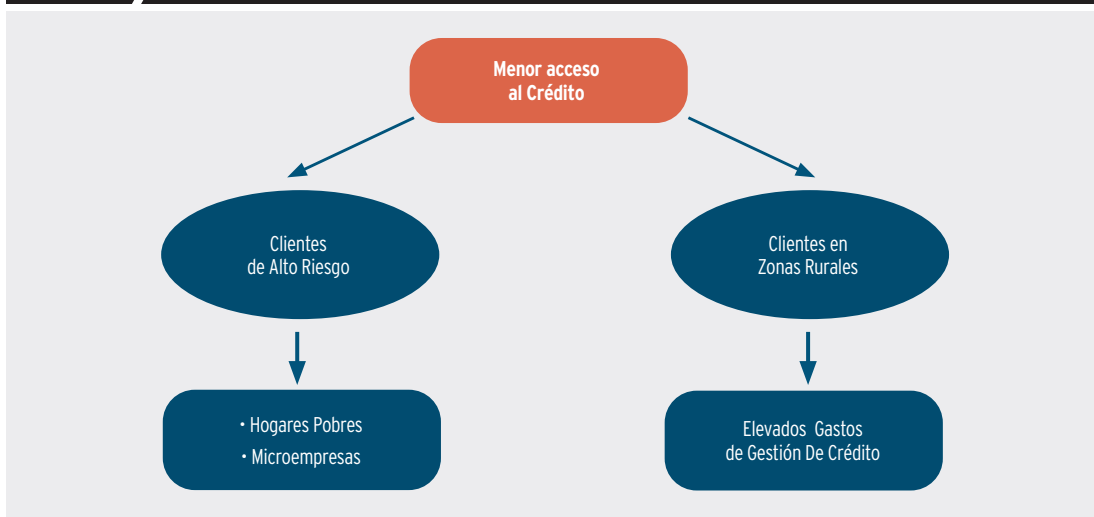 Menor acceso
al Crédito
Clientes
de Alto Riesgo
Clientes en
Zonas Rurales
• Hogares Pobres
• Microempresas
Elevados Gastos
de Gestión De Crédito